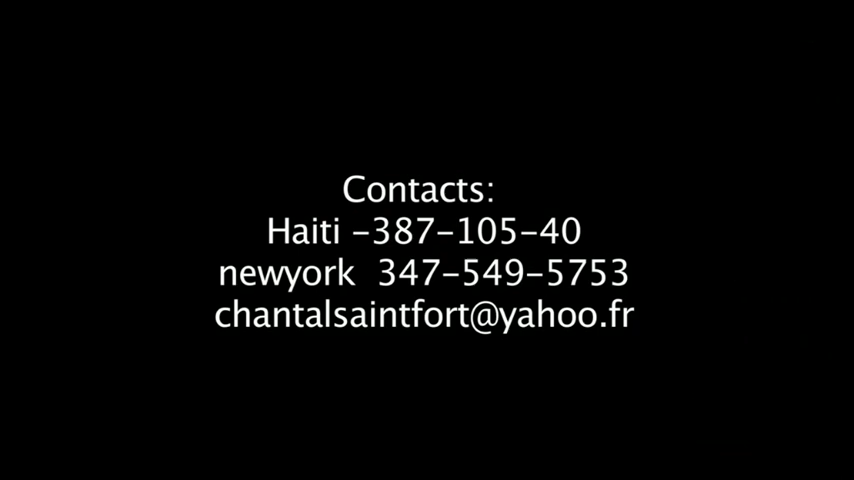 Contacts:
Haiti -387-105-40
newyork  347-549-5753
chantalsaintfort@yahoo.fr